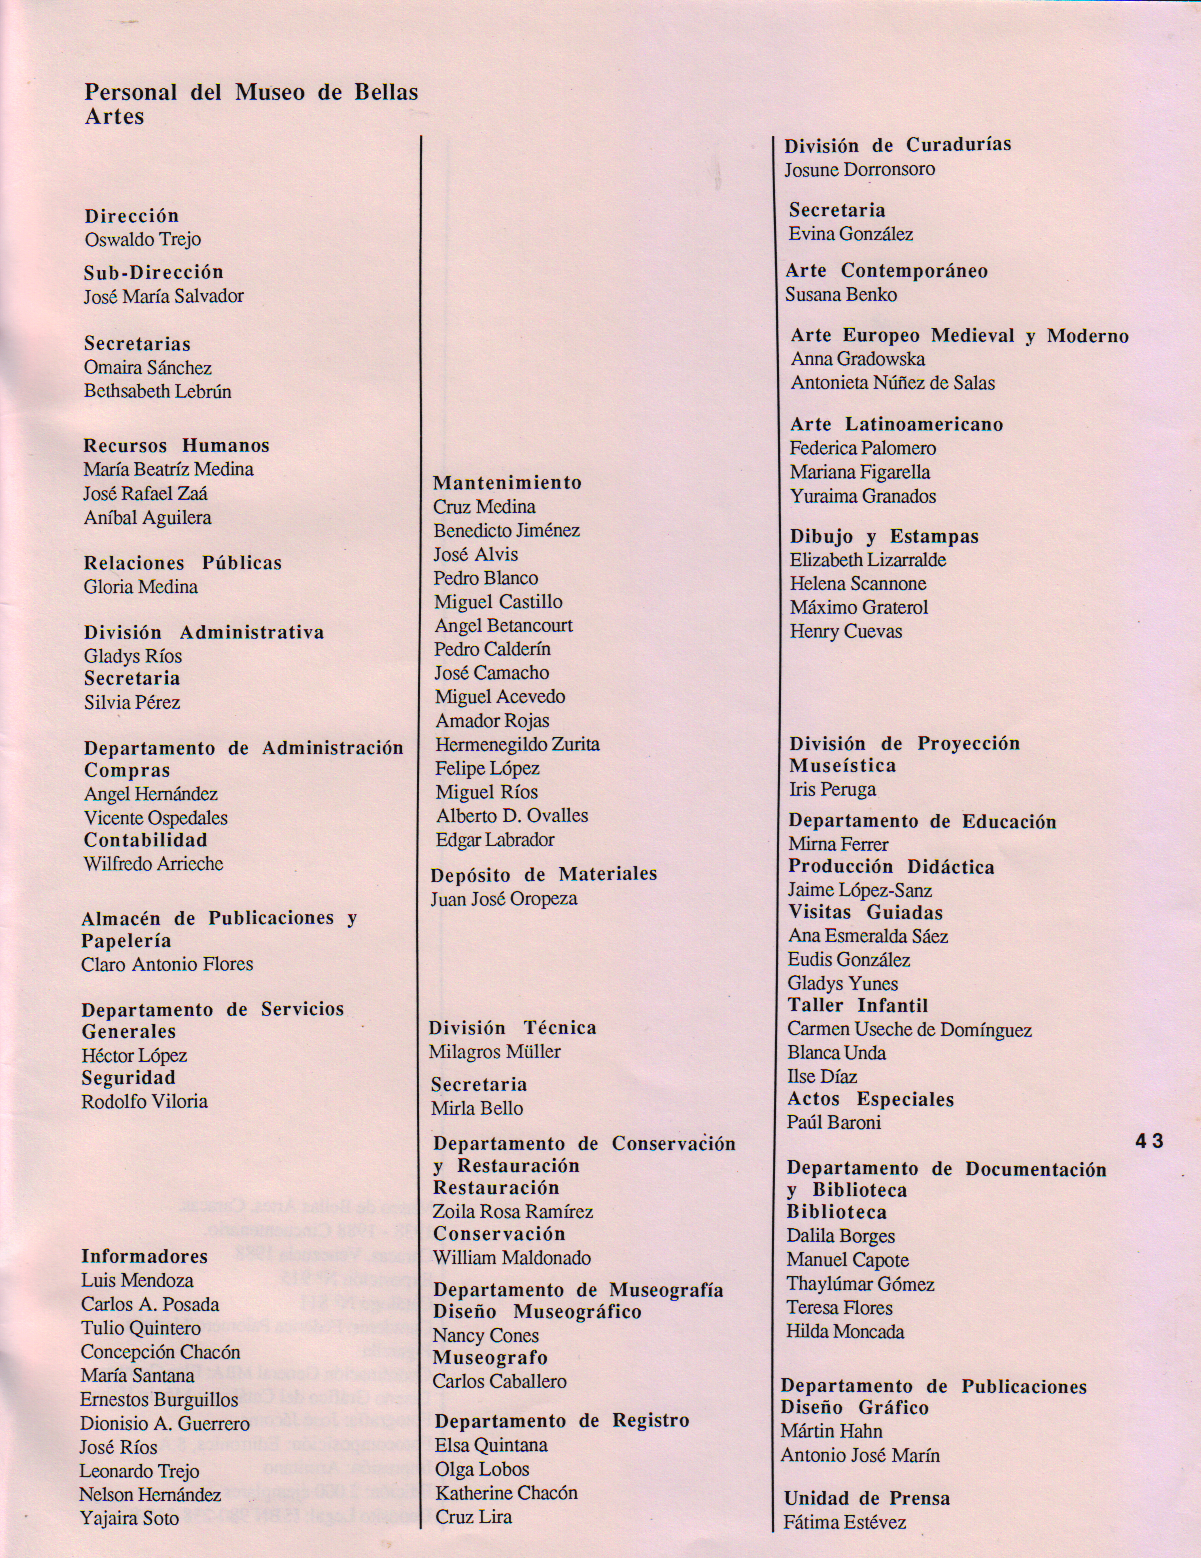 Personal del Museo de Bellas
Artes
Dirección
Oswaldo Trejo
Sub-Dirección
José María Salvador
Secretarias
Omaira Sánchez
Bethsabeth Lebrún
Recursos Humanos
María Beatríz Medina
José Rafael Zaá
Aníbal Aguilera
Relaciones Públicas
Gloria Medina
División Administrativa
Gladys Ríos
Secretaria
Silvia Pérez
Departamento de Administración
Compras
Angel Hernández
Vicente Ospedales
Contabilidad
Wilfredo Arrieche
Almacén de Publicaciones y
Papelería
Claro Antonio Flores
Departamento de Servicios
Generales
Héctor López
Seguridad
Rodolfo Viloria
Informadores
Luis Mendoza
Carlos A. Posada
Tulio Quintero
Concepción Chacón
María Santana
Ernestos Burguillos
Dionisio A. Guerrero
José Ríos
Leonardo Trejo
Nelson Hernández
Yajaira Soto
Mantenimiento
Cruz Medina
Benedicto Jiménez
José Alvis
Pedro Blanco
Miguel Castillo
Angel Betancourt
Pedro Calderín
José Camacho
Miguel Acevedo
Amador Rojas
Hermenegildo Zurita
Felipe López
Miguel Ríos
Alberto D. Ovalles
Edgar Labrador
Depósito de Materiales
Juan José Oropeza
División Técnica
Milagros Müller
Secretaria
Mirla Bello
Departamento de Conservación
y Restauración
Restauración
Zoila Rosa Ramírez
Conservación
William Maldonado
Departamento de Museografía
Diseño Museográfico
Nancy Cones
Museografo
Carlos Caballero
Departamento de Registro
Elsa Quintana
Olga Lobos
Katherine Chacón
Cruz Lira
División de Curadurías
Josune Dorronsoro
Secretaria
Evina González
Arte Contemporáneo
Susana Benko
Arte Europeo Medieval y Moderno
Anna Gradowska
Antonieta Núñez de Salas
Arte Latinoamericano
Federica Palomero
Mariana Figarella
Yuraima Granados
Dibujo y Estampas
Elizabeth Lizarralde
Helena Scannone
Máximo Graterol
Henry Cuevas
División de Proyección
Museística
Iris Peruga
Departamento de Educación
Mirna Ferrer
Producción Didáctica
Jaime López-Sanz
Visitas Guiadas
Ana Esmeralda Sáez
Eudis González
Gladys Yunes
Taller Infantil
Carmen Useche de Domínguez
Blanca Unda
Ilse Díaz
Actos Especiales
Paúl Baroni
Departamento de Documentación
y Biblioteca
Biblioteca
Dalila Borges
Manuel Capote
Thaylúmar Gómez
Teresa Flores
Hilda Moncada
Departamento de Publicaciones
Diseño Gráfico
Mártin Hahn
Antonio José Marín
Unidad de Prensa
Fátima Estévez
43